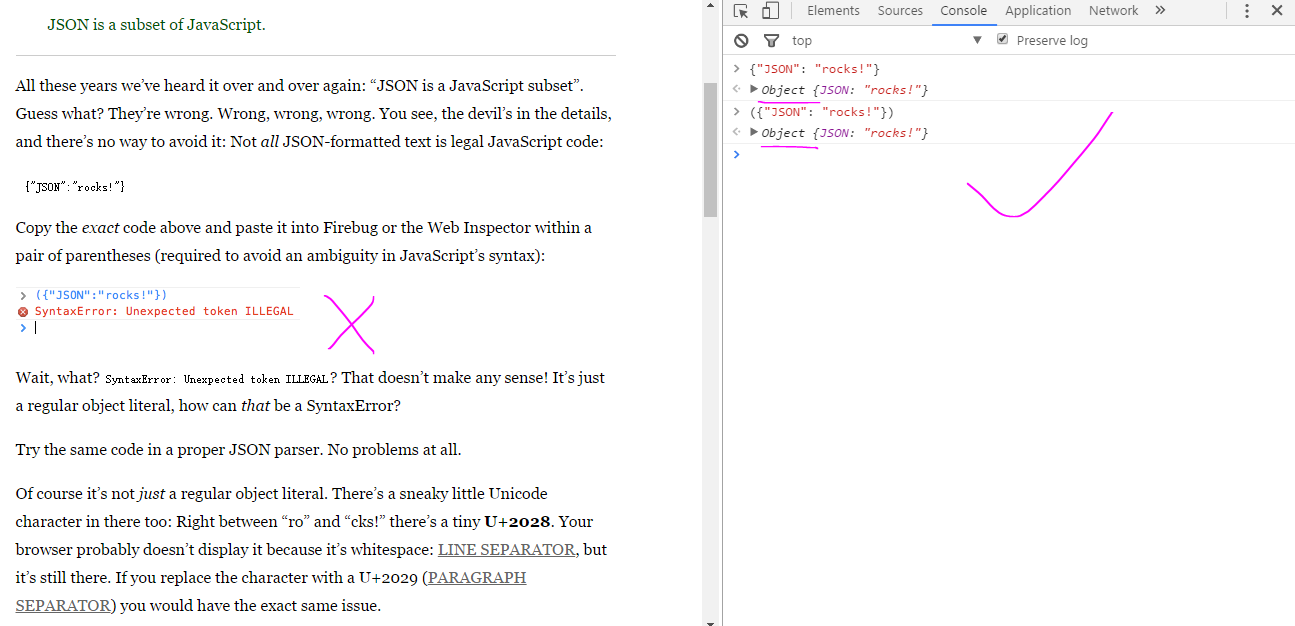 JSON is a subset of JavaScript.
All these years we’ve heard it over and over again: “JSON is a JavaScript subset”.
Guess what? They’re wrong. Wrong, wrong, wrong. You see, the devil’s in the details,
and there’s no way to avoid it: Not all JSON-formatted text is legal JavaScript code:
{"JSON":"rocks!"}
Copy the exact code above and paste it into Firebug or the Web Inspector within a
pair of parentheses (required to avoid an ambiguity in JavaScript’s syntax):
> ({"JSON":"rocks!"})
SyntaxError: Unexpected token ILLEGAL
>
Wait, what? SyntaxError: Unexpected token ILLEGAL? That doesn’t make any sense! It’s just
a regular object literal, how can that be a SyntaxError?
Try the same code in a proper JSON parser. No problems at all.
Of course it’s not just a regular object literal. There’s a sneaky little Unicode
character in there too: Right between “ro” and “cks!” there’s a tiny U+2028. Your
browser probably doesn’t display it because it’s whitespace: LINE SEPARATOR, but
it’s still there. If you replace the character with a U+2029 (PARAGRAPH
SEPARATOR) you would have the exact same issue.
Elements Sources Console Application Network »
top Preserve log
> {"JSON": "rocks!"}
Object {JSON: "rocks!"}
> ({"JSON": "rocks!"})
Object {JSON: "rocks!"}
>